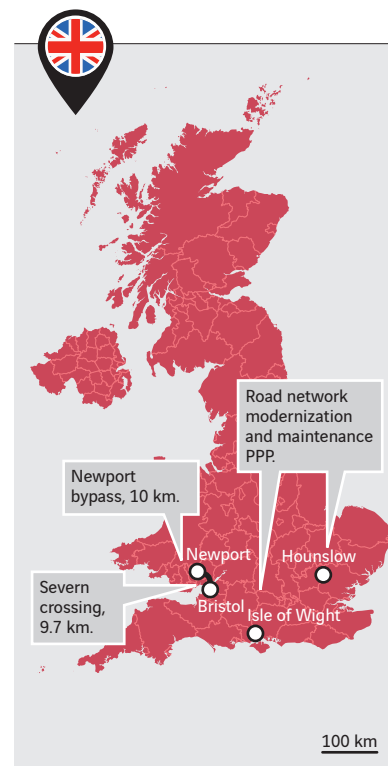 Road network
modernization
and maintenance
PPP.
Newport
bypass, 10 km.
Newport
Hounslow
Severn
crossing,
9.7 km.
Bristol
Isle of Wight
100 km